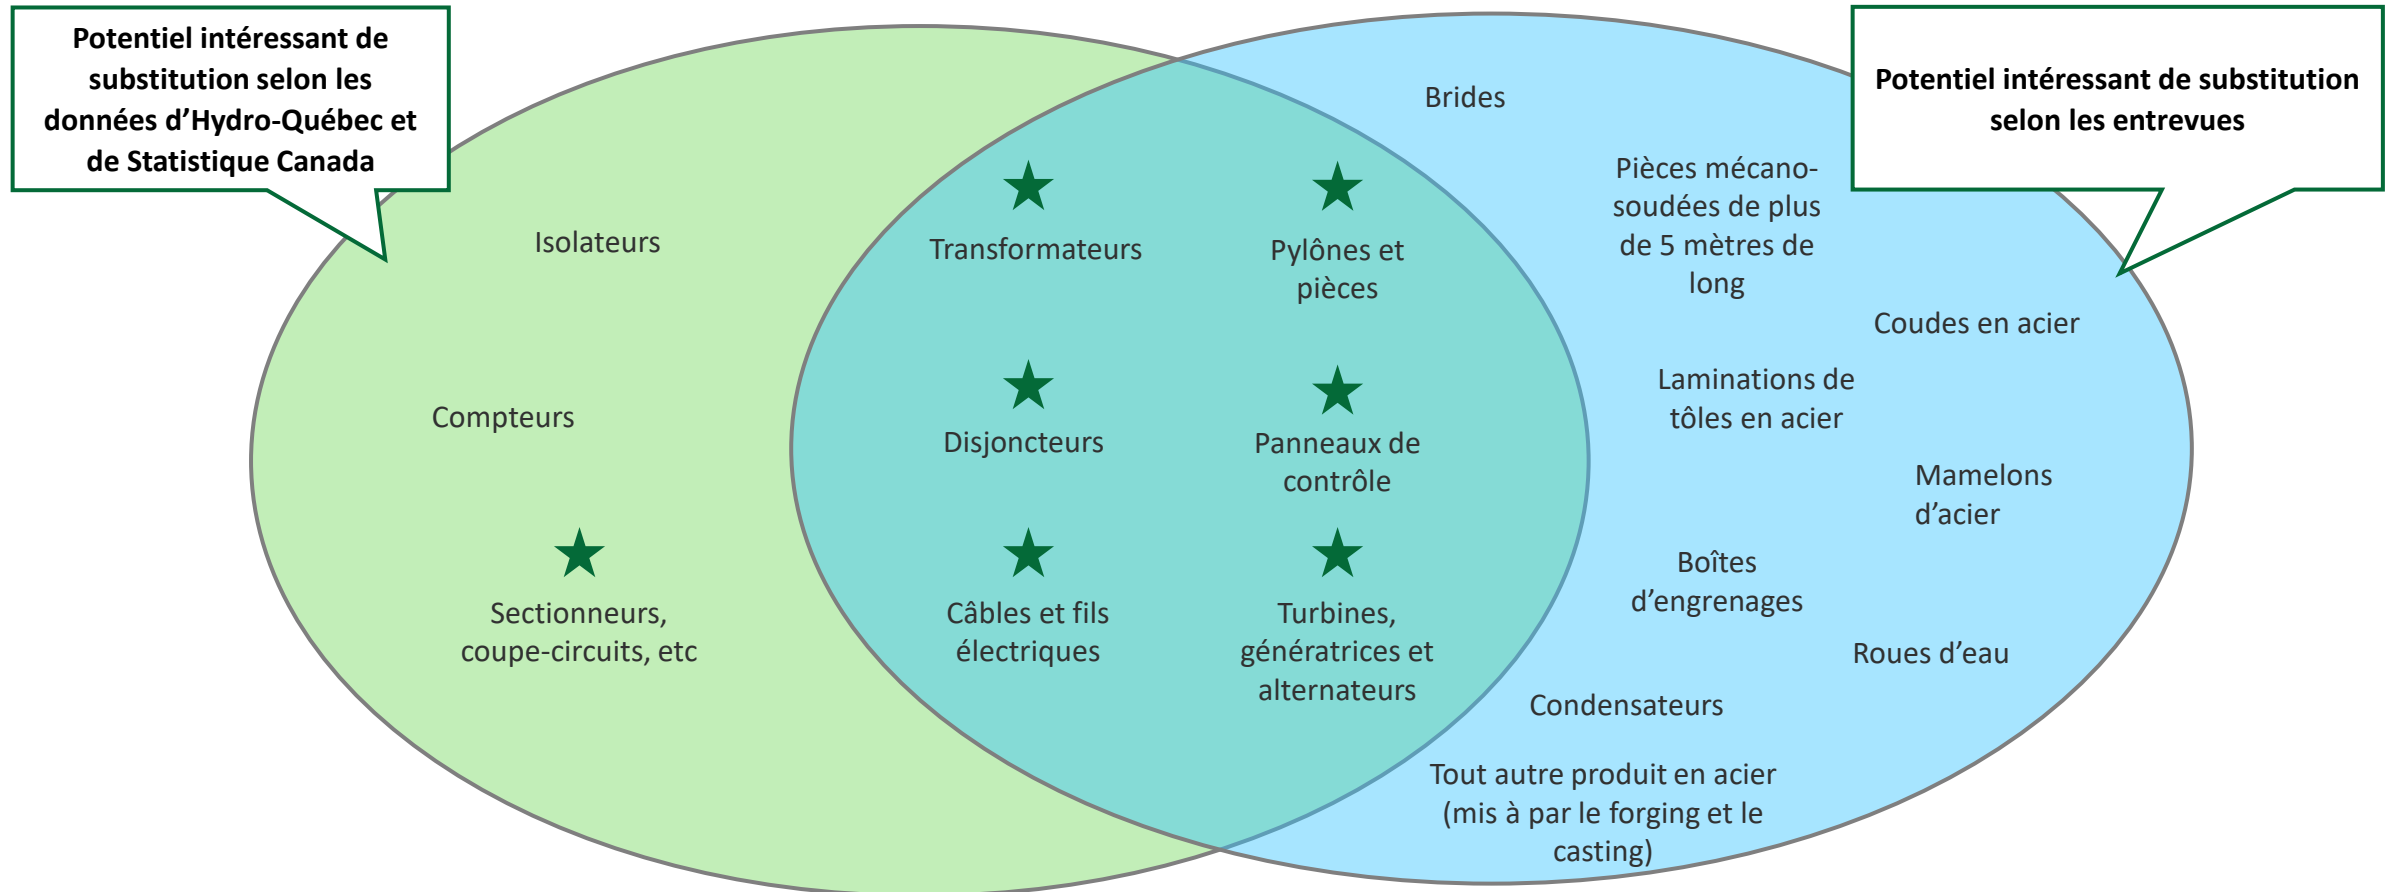 Potentiel intéressant de
substitution selon les
données d’Hydro-Québec et
de Statistique Canada
Potentiel intéressant de substitution
selon les entrevues
Isolateurs
Compteurs
Sectionneurs,
coupe-circuits, etc
Transformateurs
Pylônes et
pièces
Disjoncteurs
Panneaux de
contrôle
Câbles et fils
électriques
Turbines,
génératrices et
alternateurs
Brides
Pièces mécano-
soudées de plus
de 5 mètres de
long
Coudes en acier
Laminations de
tôles en acier
Mamelons
d’acier
Boîtes
d’engrenages
Roues d’eau
Condensateurs
Tout autre produit en acier
(mis à par le forging et le
casting)